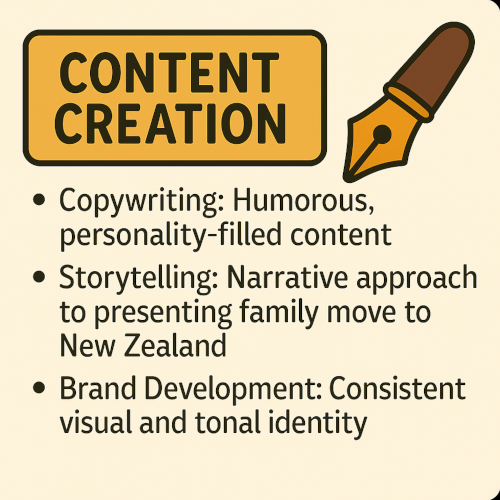 CONTENT
CREATION
• Copywriting: Humorous,
personality-filled content
• Storytelling: Narrative approach
to presenting family move to
New Zealand
• Brand Development: Consistent
visual and tonal identity